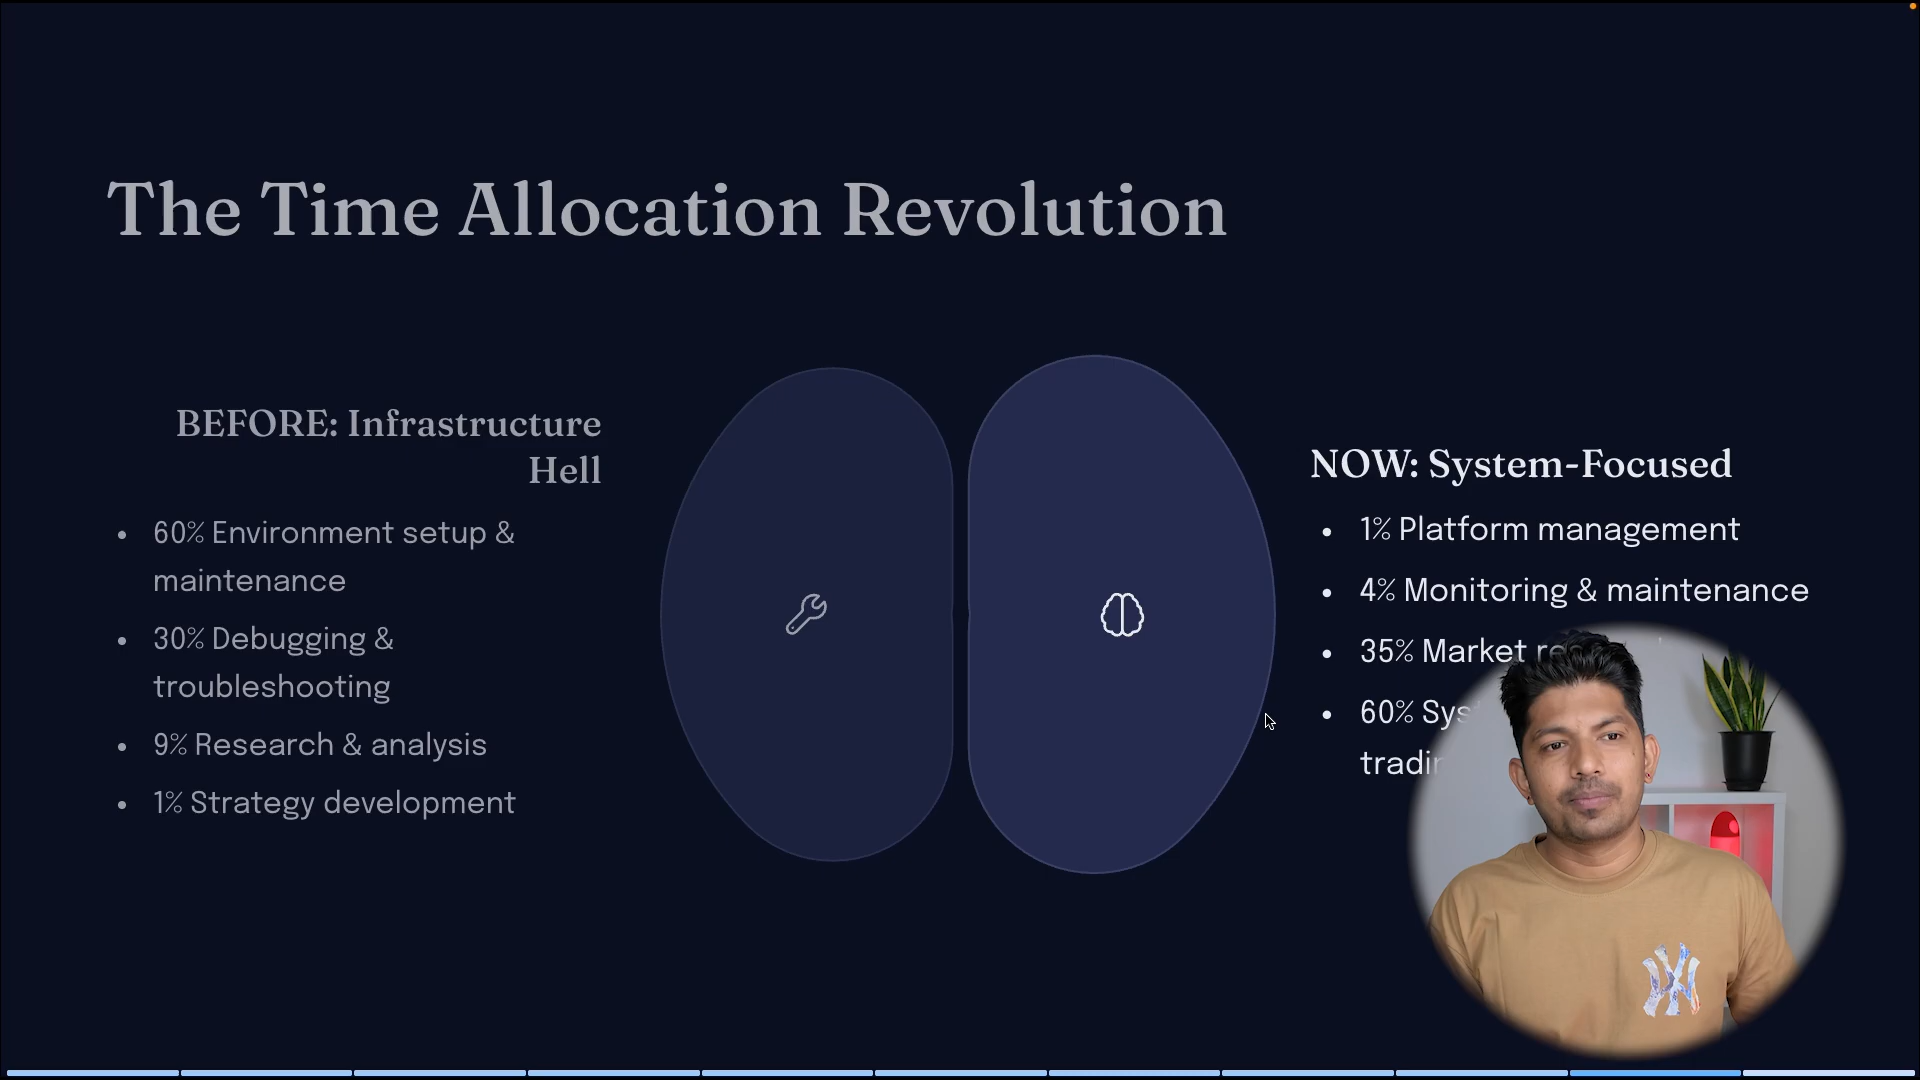 The Time Allocation Revolution
BEFORE: Infrastructure
Hell
• 60% Environment setup &
maintenance
• 30% Debugging &
troubleshooting
• 9% Research & analysis
• 1% Strategy development
NOW: System-Focused
• 1% Platform management
• 4% Monitoring & maintenance
• 35% Market
• 60%